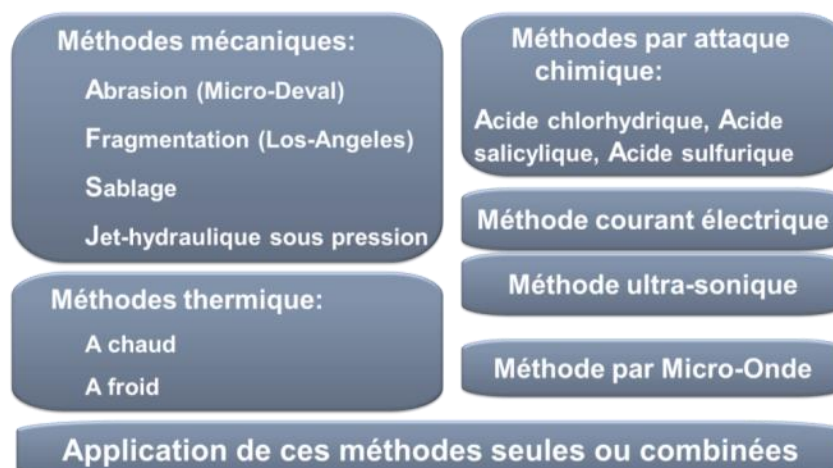 Méthodes mécaniques:
Abrasion (Micro-Deval)
Fragmentation (Los-Angeles)
Sablage
Jet-hydraulique sous pression
Méthodes thermique:
A chaud
A froid
Méthodes par attaque
chimique:
Acide chlorhydrique, Acide
salicylique, Acide sulfurique
Méthode courant électrique
Méthode ultra-sonique
Méthode par Micro-Onde
Application de ces méthodes seules ou combinées